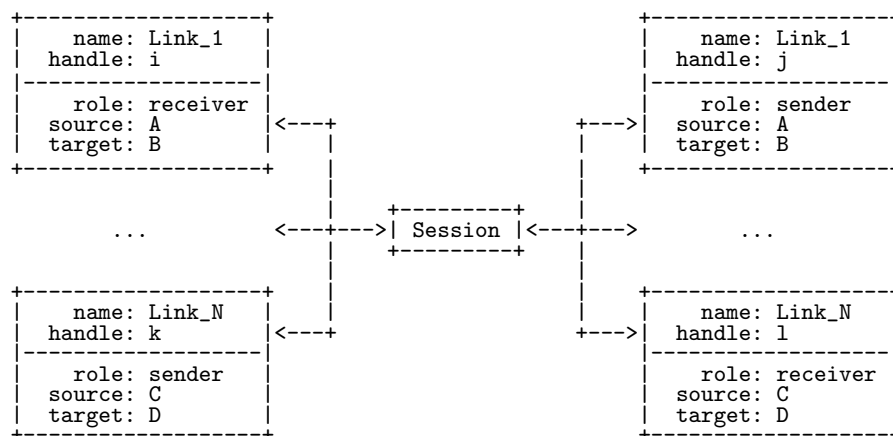 name: Link_1
handle: i
role: receiver
source: A
target: B
name: Link_1
handle: j
role: sender
source: A
target: B
...
Session
...
name: Link_N
handle: k
role: sender
source: C
target: D
name: Link_N
handle: l
role: receiver
source: C
target: D